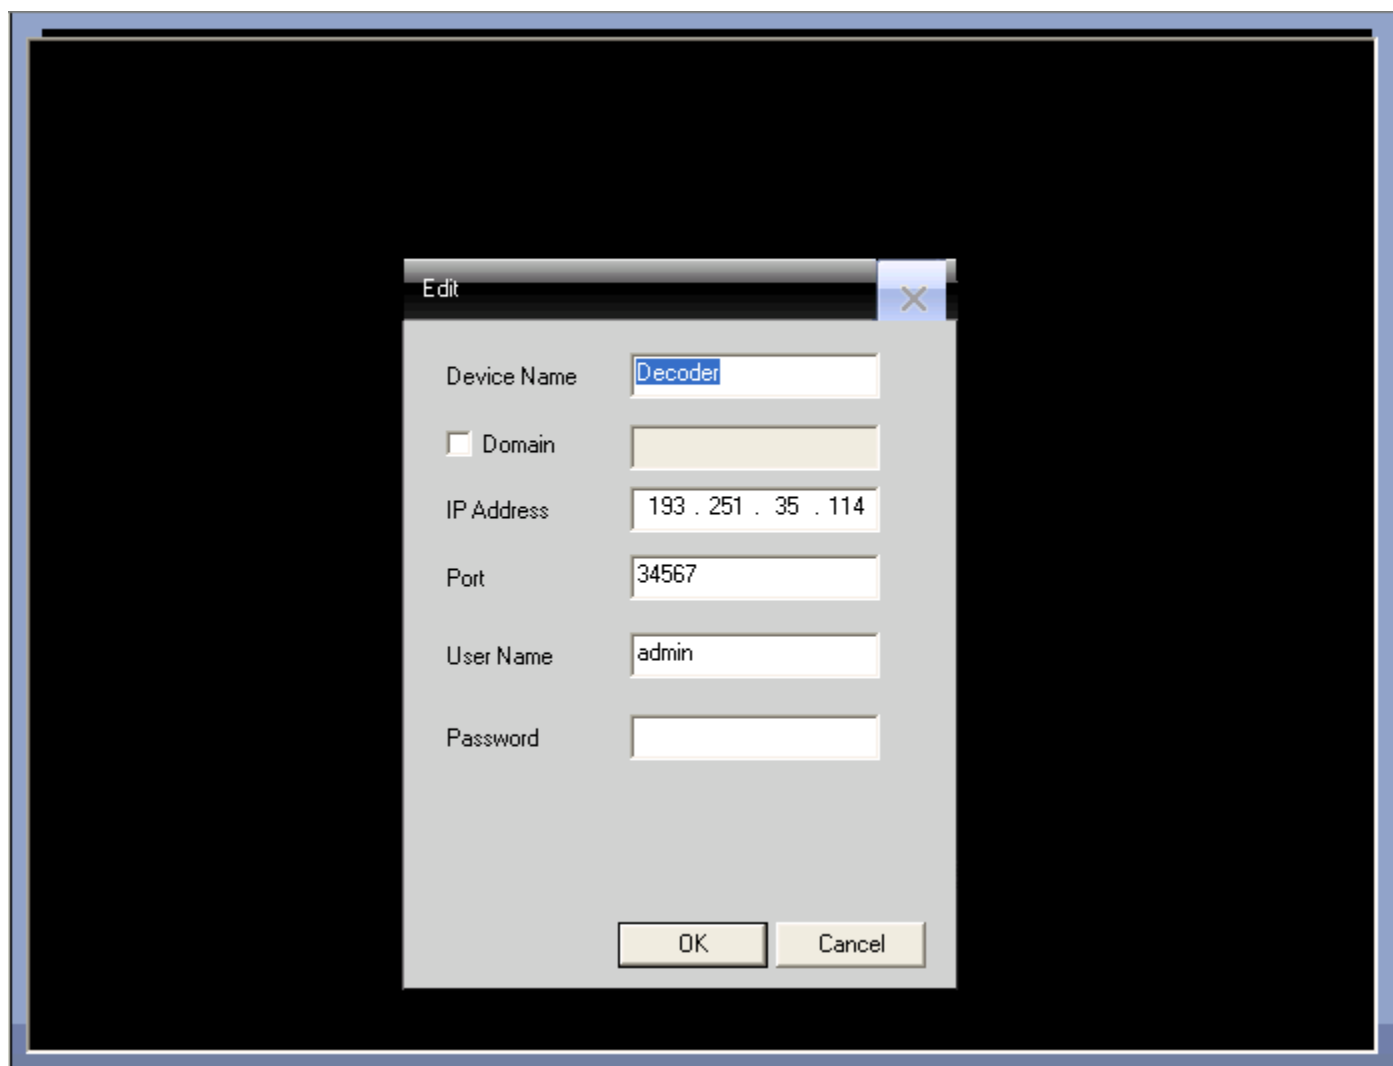 Edit
Device Name Decoder
Domain
IP Address 193 . 251 . 35 . 114
Port 34567
User Name admin
Password
OK Cancel